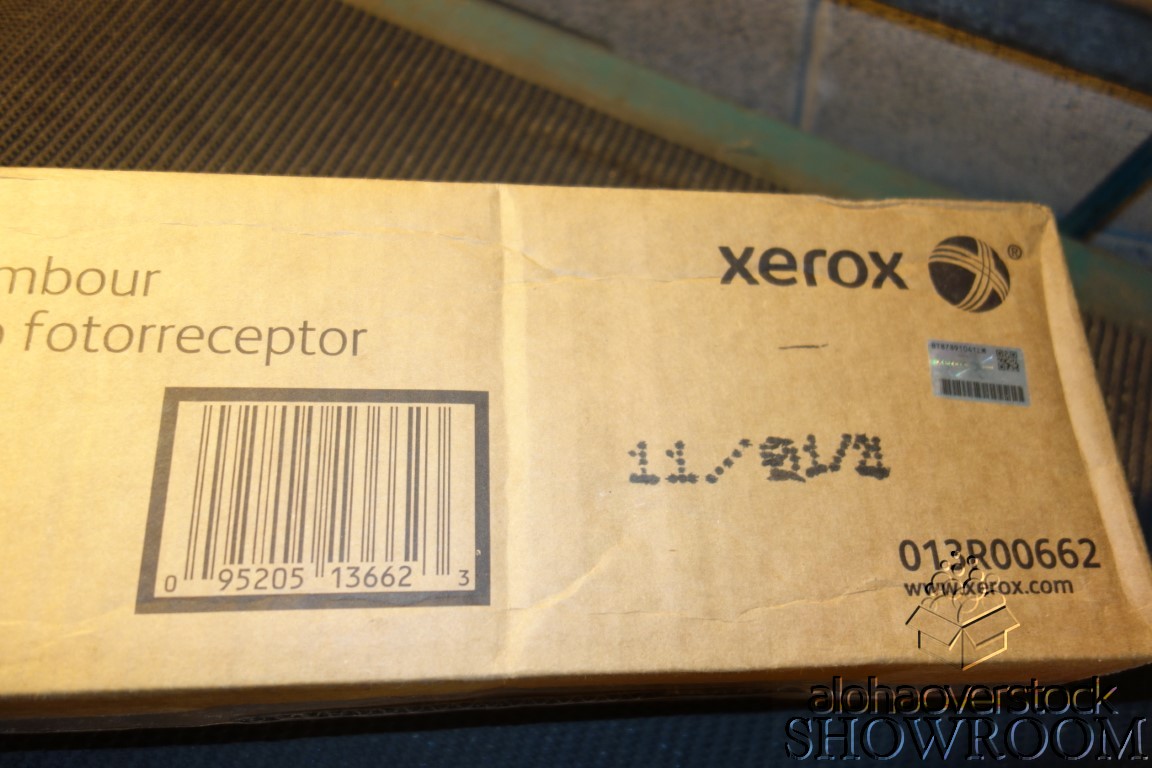 mbour
fotorreceptor
xerox ®
0 95205 13662 3
013R00662
www.xerox.com
alohaoverstock
SHOWROOM